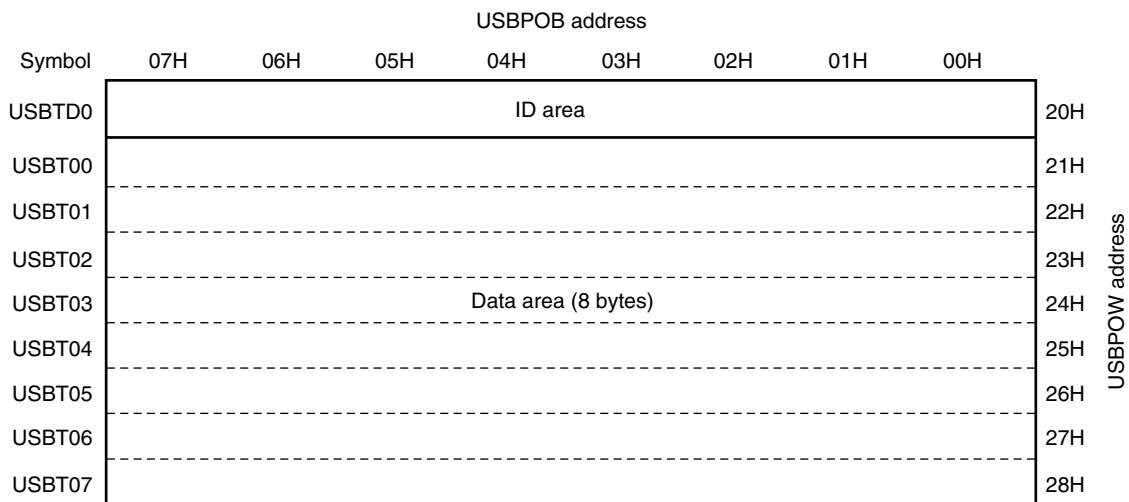 USBPOB address
Symbol 07H 06H 05H 04H 03H 02H 01H 00H
USBTD0 ID area 20H
USBT00 21H
USBT01 22H
USBT02 23H
USBT03 Data area (8 bytes) 24H
USBT04 25H
USBT05 26H
USBT06 27H
USBT07 28H
USBPOW address